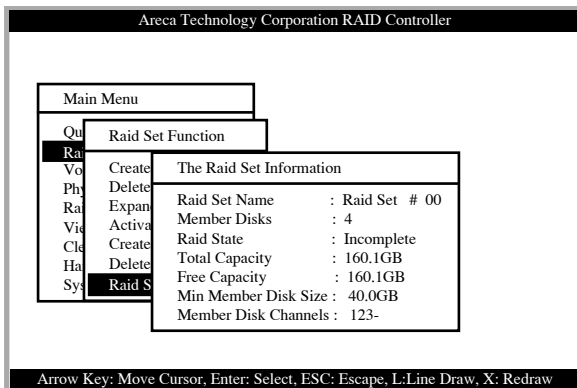 Areca Technology Corporation RAID Controller
Main Menu
Qu
Rai
Vo
Phy
Rai
Vie
Cle
Ha
Sys
Raid Set Function
Create
Delete
Expan
Activa
Create
Delete
Raid S
The Raid Set Information
Raid Set Name : Raid Set # 00
Member Disks : 4
Raid State : Incomplete
Total Capacity : 160.1GB
Free Capacity : 160.1GB
Min Member Disk Size : 40.0GB
Member Disk Channels : 123-
Arrow Key: Move Cursor, Enter: Select, ESC: Escape, L:Line Draw, X: Redraw